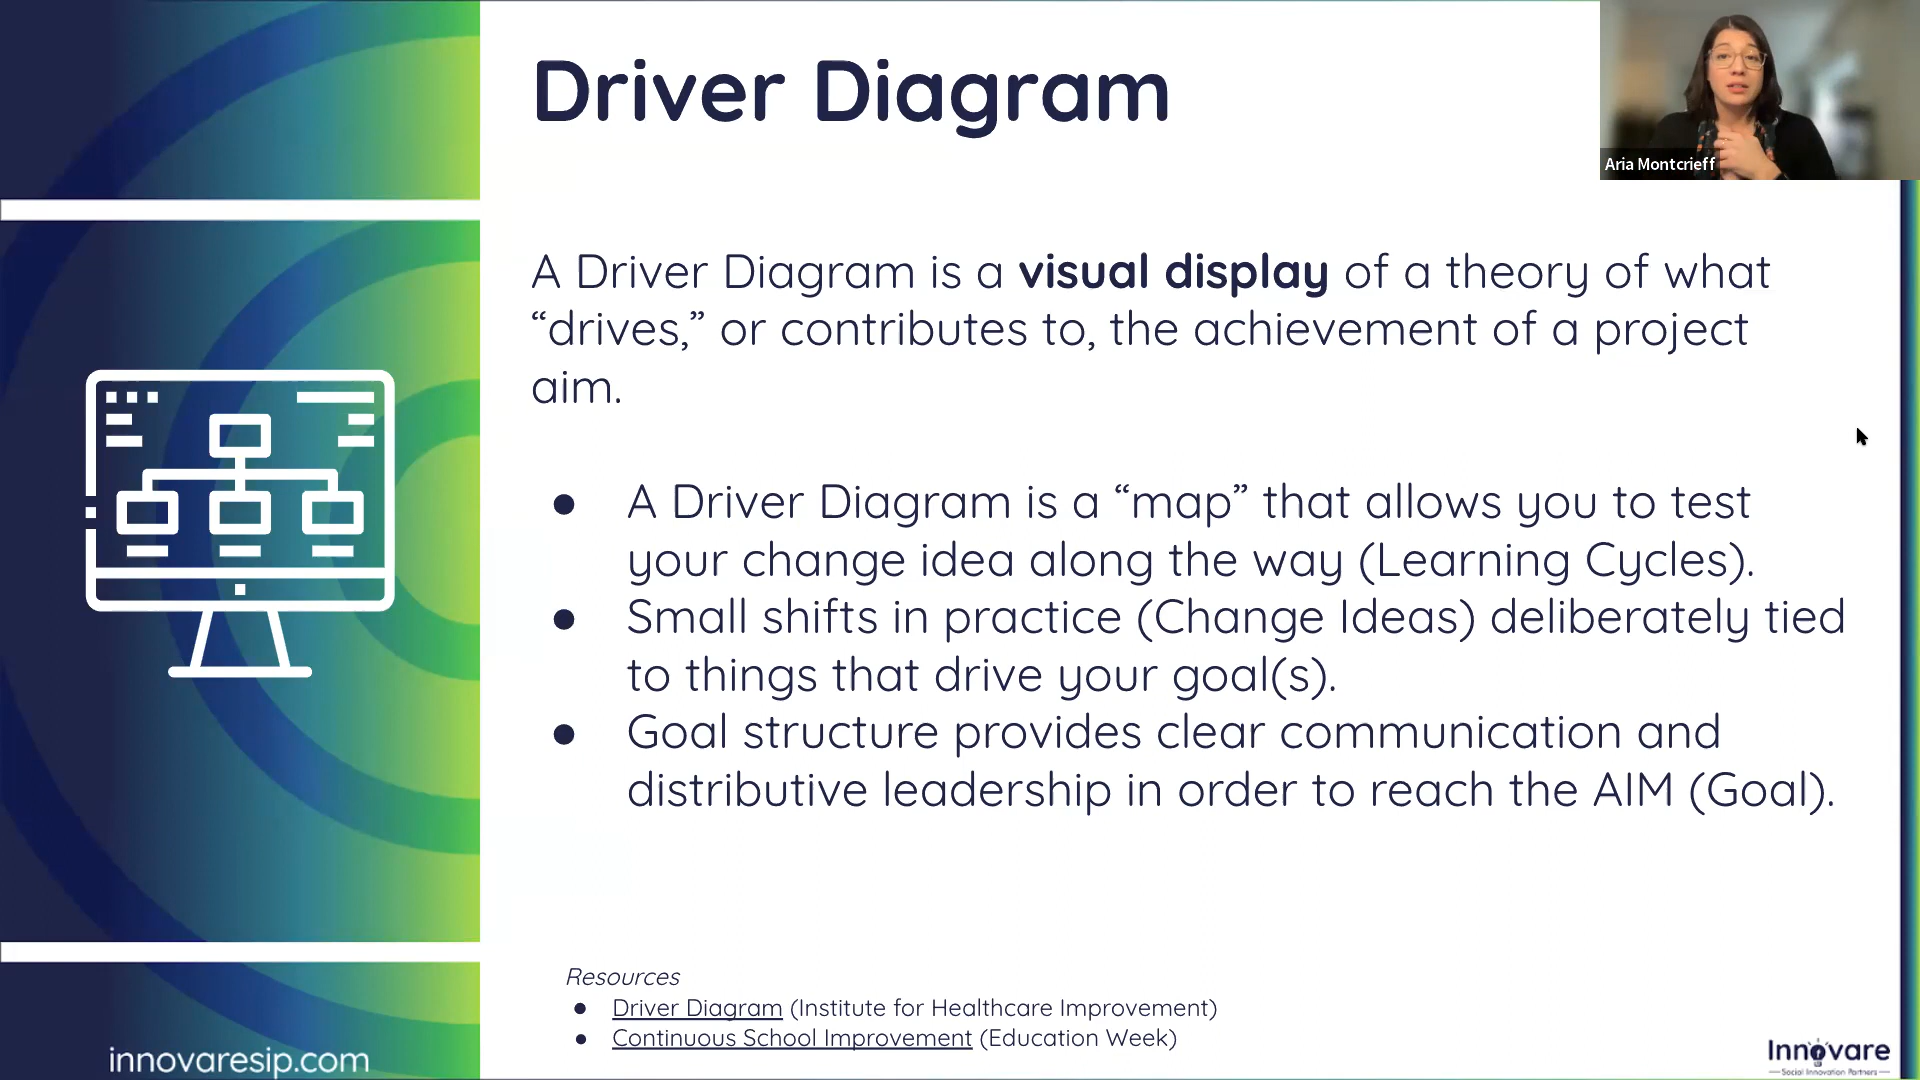 Driver Diagram
Aria Montcrieff
A Driver Diagram is a visual display of a theory of what
“drives,” or contributes to, the achievement of a project
aim.
● A Driver Diagram is a “map” that allows you to test
your change idea along the way (Learning Cycles).
● Small shifts in practice (Change Ideas) deliberately tied
to things that drive your goal(s).
● Goal structure provides clear communication and
distributive leadership in order to reach the AIM (Goal).
Resources
● Driver Diagram (Institute for Healthcare Improvement)
● Continuous School Improvement (Education Week)
innovaresip.com
Innovare
Social Innovation Partners